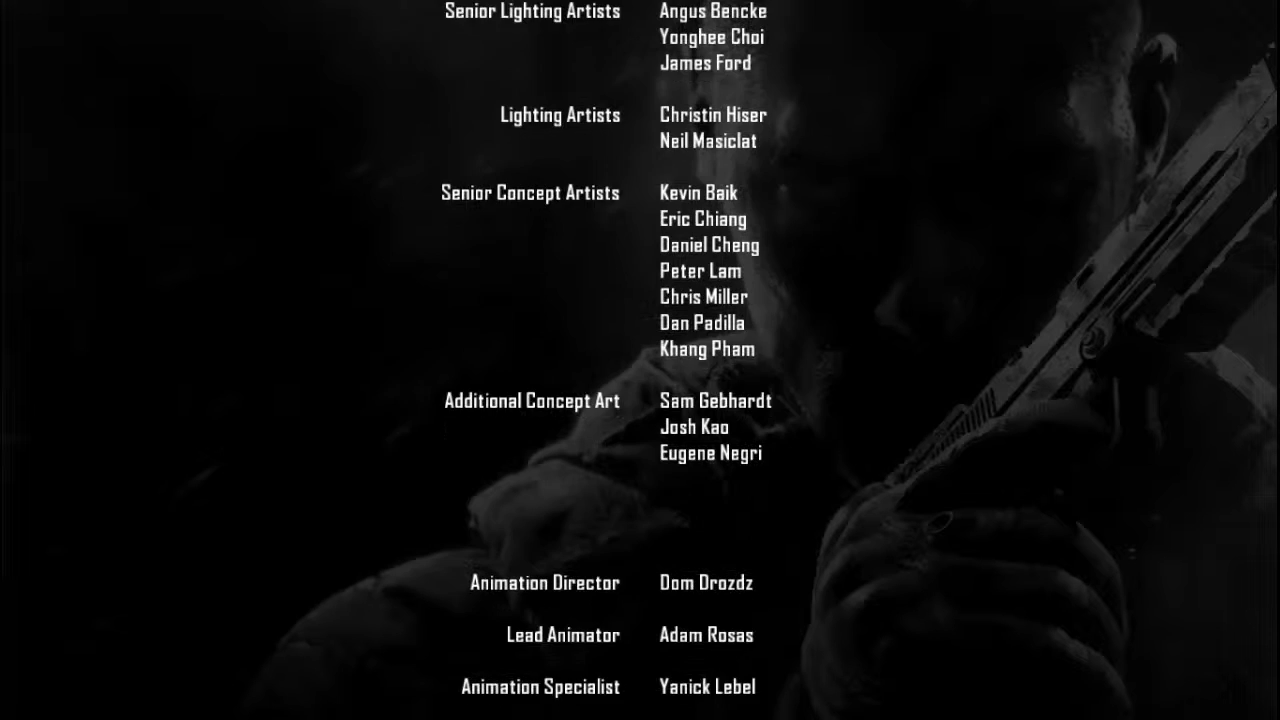 Senior Lighting Artists Angus Bencke
Yonghee Choi
James Ford
Lighting Artists Christin Hiser
Neil Masiclat
Senior Concept Artists Kevin Baik
Eric Chiang
Daniel Cheng
Peter Lam
Chris Miller
Dan Padilla
Khang Pham
Additional Concept Art Sam Gebhardt
Josh Kao
Eugene Negri
Animation Director Dom Drozdz
Lead Animator Adam Rosas
Animation Specialist Yanick Lebel